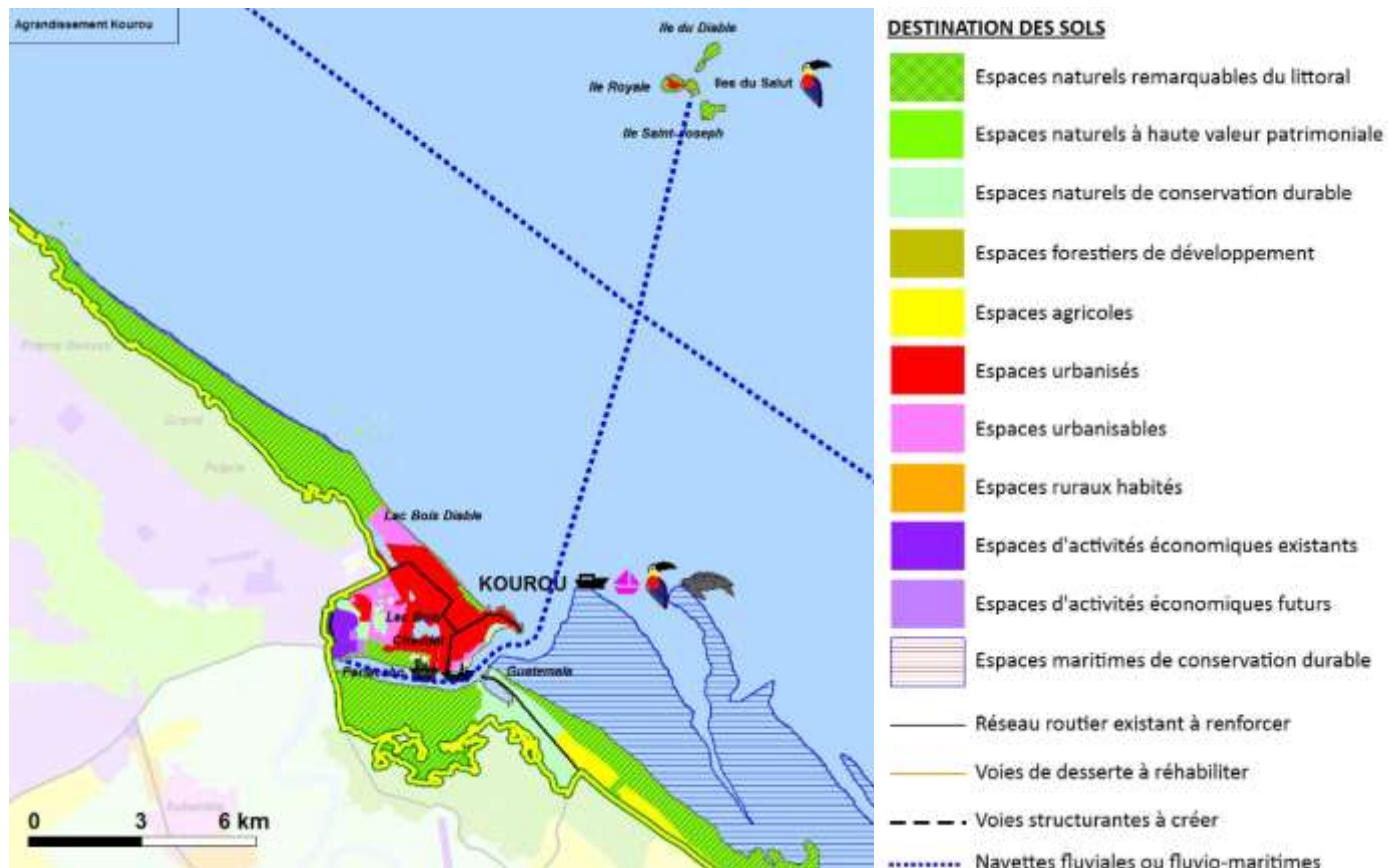 Agrandissement Kourou
Ile du Diable
Ile Royale
Iles du Salut
Ile Saint-Joseph
Lac Bois Diable
KOUROU
Guatemala
0 3 6 km
DESTINATION DES SOLS
Espaces naturels remarquables du littoral
Espaces naturels à haute valeur patrimoniale
Espaces naturels de conservation durable
Espaces forestiers de développement
Espaces agricoles
Espaces urbanisés
Espaces urbanisables
Espaces ruraux habités
Espaces d'activités économiques existants
Espaces d'activités économiques futurs
Espaces maritimes de conservation durable
Réseau routier existant à renforcer
Voies de desserte à réhabiliter
Voies structurantes à créer
Navettes fluviales ou fluvio-maritimes